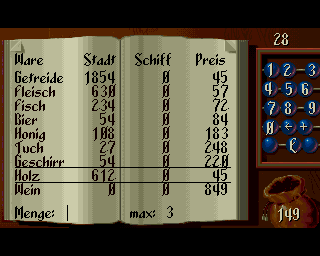 28
Ware Stadt Schiff Preis
Getreide 1854 0 45
Fleisch 630 0 57
Fisch 234 0 72
Bier 54 0 84
Honig 108 0 183
Tuch 27 0 248
Geschirr 54 0 220
Holz 612 0 45
Wein 0 0 849
Menge: | max: 3
1 - 2 - 3
4 - 5 - 6 -
7 - 8 - 9
0 ← +
- R
149